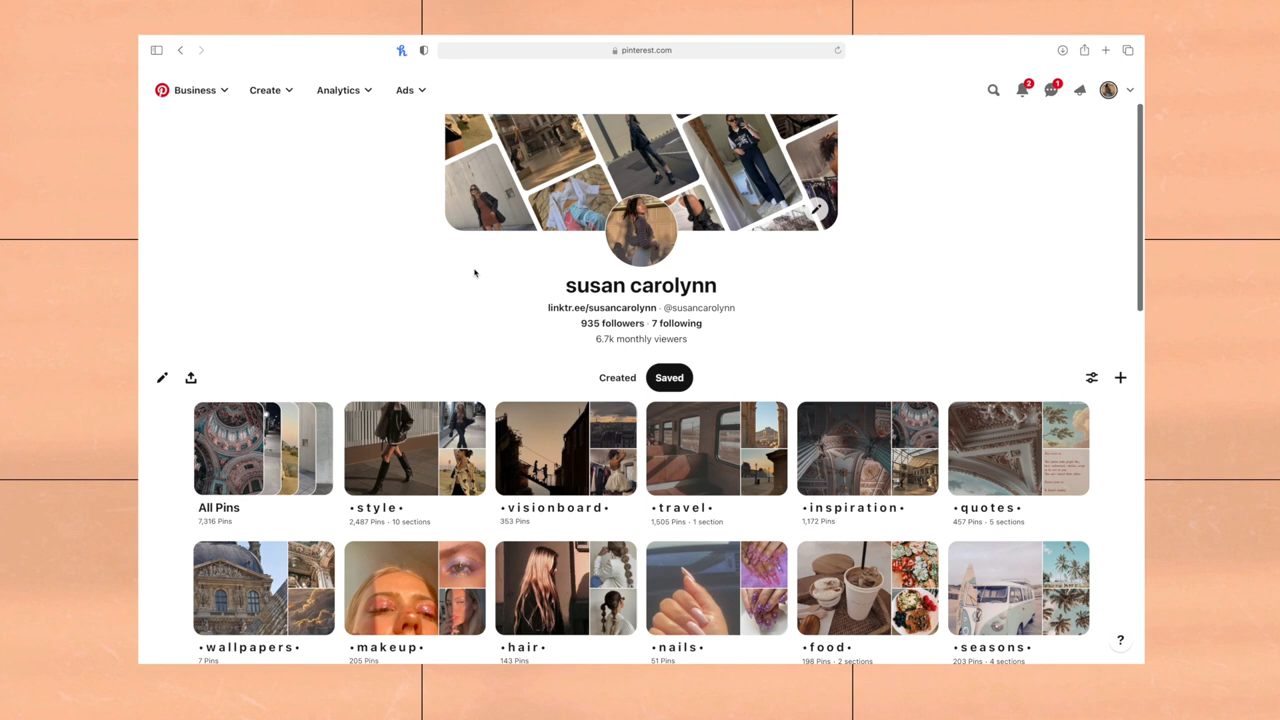 pinterest.com
Business Create Analytics Ads
2 1
susan carolynn
linktr.ee/susancarolynn · @susancarolynn
935 followers · 7 following
6.7k monthly viewers
Created Saved
All Pins •style• •visionboard• •travel• •inspiration• •quotes•
7,316 Pins 2,487 Pins · 10 sections 353 Pins 1,505 Pins · 1 section 1,172 Pins 457 Pins · 5 sections
•wallpapers• •makeup• •hair• •nails• •food• •seasons•
7 Pins 205 Pins 143 Pins 51 Pins 198 Pins · 2 sections 203 Pins · 4 sections
?